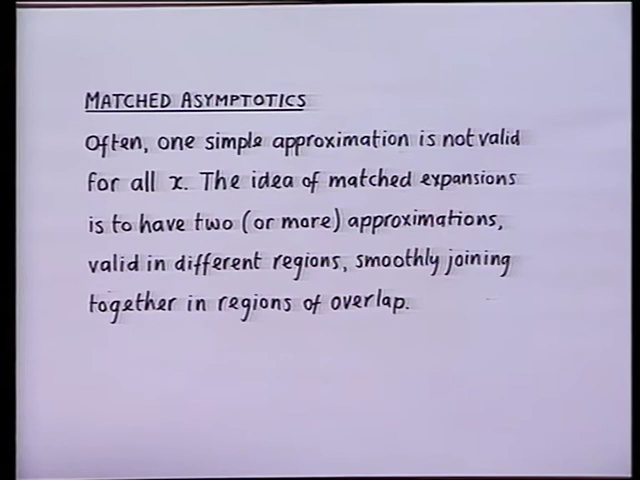 MATCHED ASYMPTOTICS
Often, one simple approximation is not valid
for all x. The idea of matched expansions
is to have two (or more) approximations,
valid in different regions, smoothly joining
together in regions of overlap.